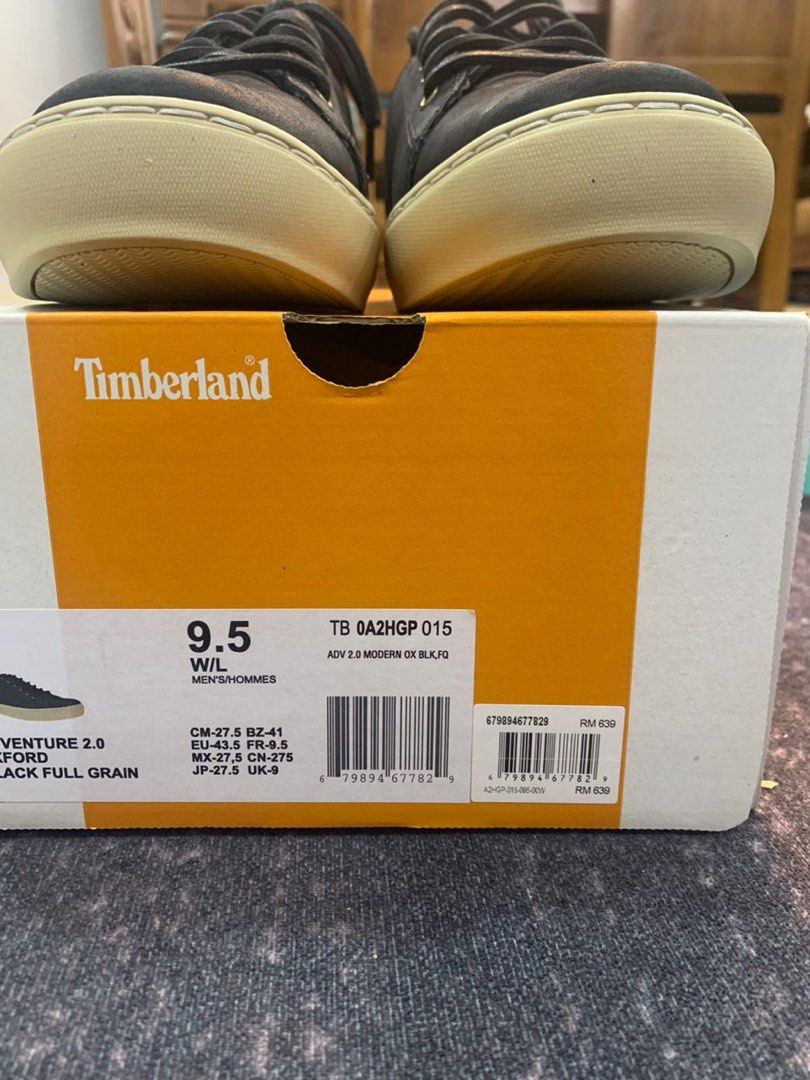 Timberland®
9.5
W/L
MEN'S/HOMMES
TB 0A2HGP 015
ADV 2.0 MODERN OX BLK,FQ
VENTURE 2.0
KFORD
LACK FULL GRAIN
CM-27.5 BZ-41
EU-43.5 FR-9.5
MX-27,5 CN-275
JP-27.5 UK-9
6 79894 67782 9
679894677829 RM 639
6 79894 67782 9
A2HGP-015-095-00W RM 639